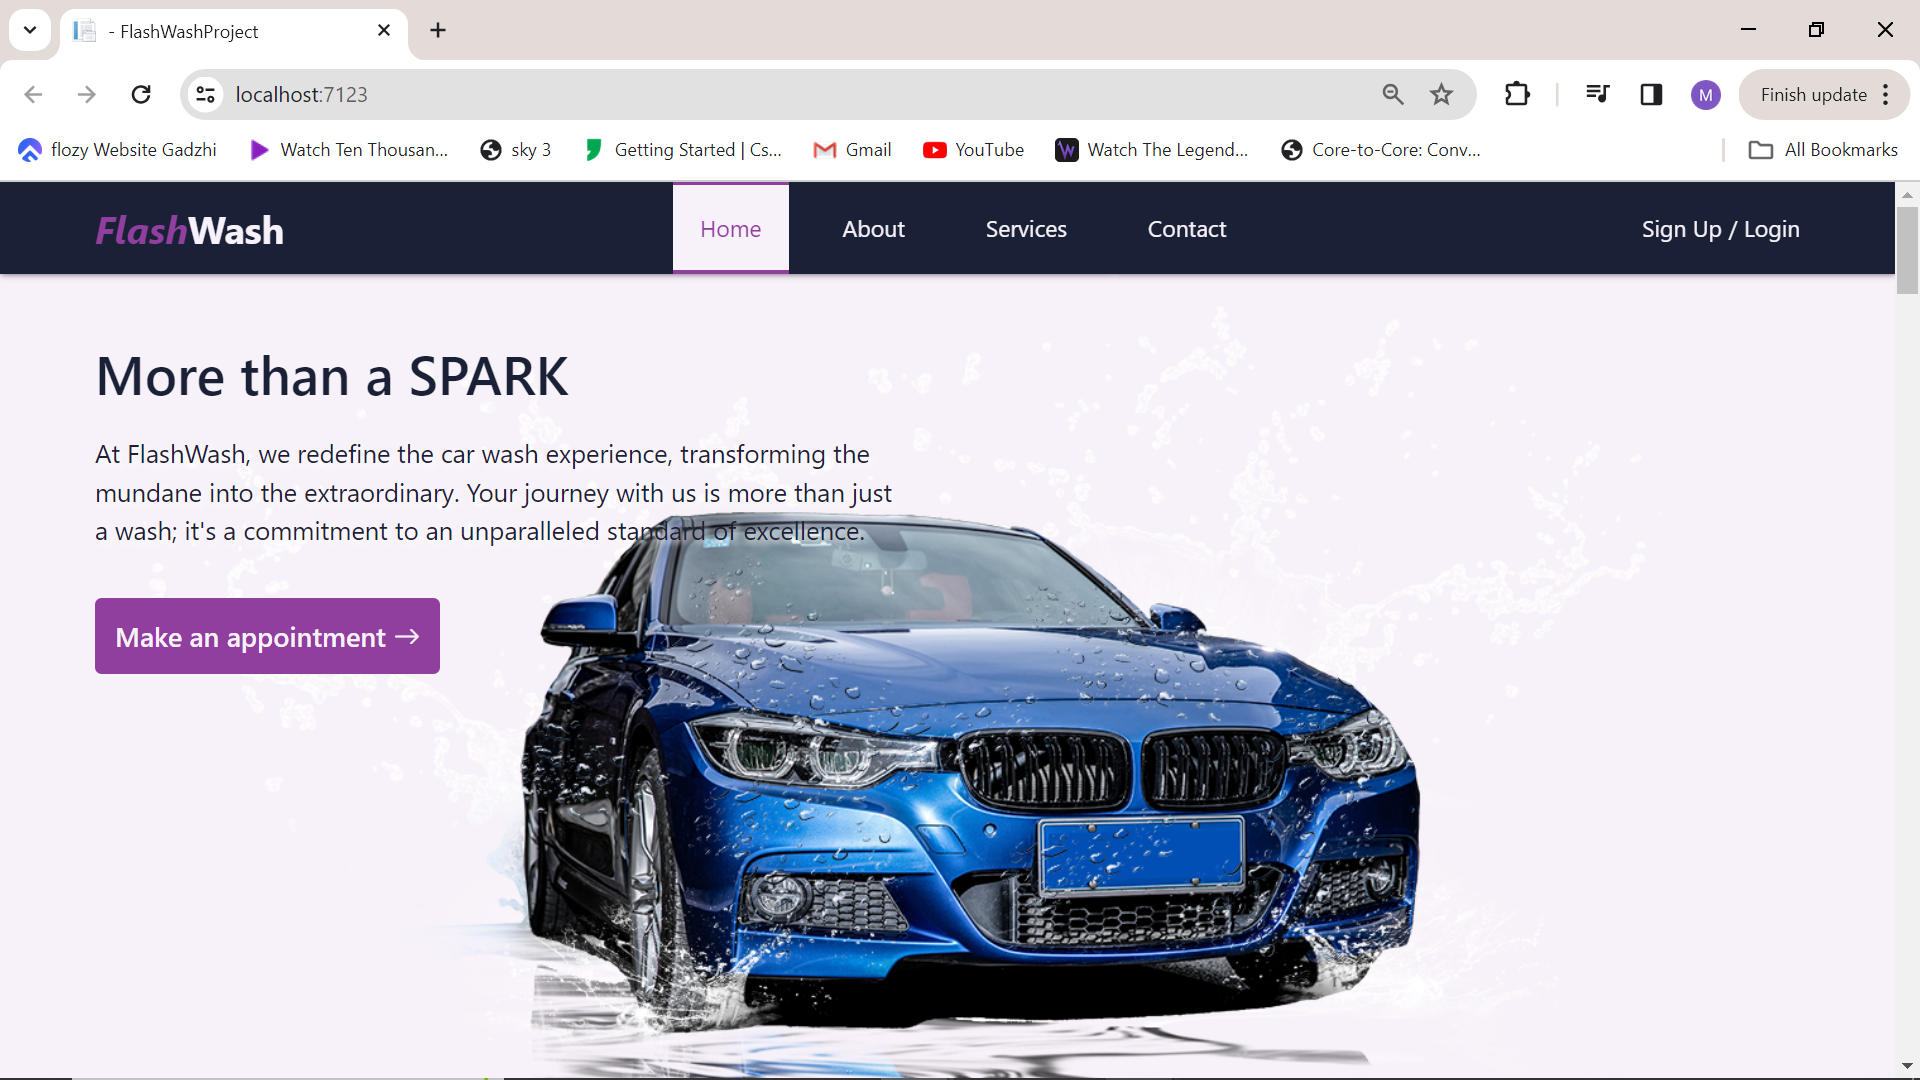 - FlashWashProject
localhost:7123
M
Finish update
flozy Website Gadzhi
Watch Ten Thousan...
sky 3
Getting Started | Cs...
Gmail
YouTube
Watch The Legend...
Core-to-Core: Conv...
All Bookmarks
FlashWash
Home
About
Services
Contact
Sign Up / Login
More than a SPARK
At FlashWash, we redefine the car wash experience, transforming the
mundane into the extraordinary. Your journey with us is more than just
a wash; it's a commitment to an unparalleled standard of excellence.
Make an appointment →